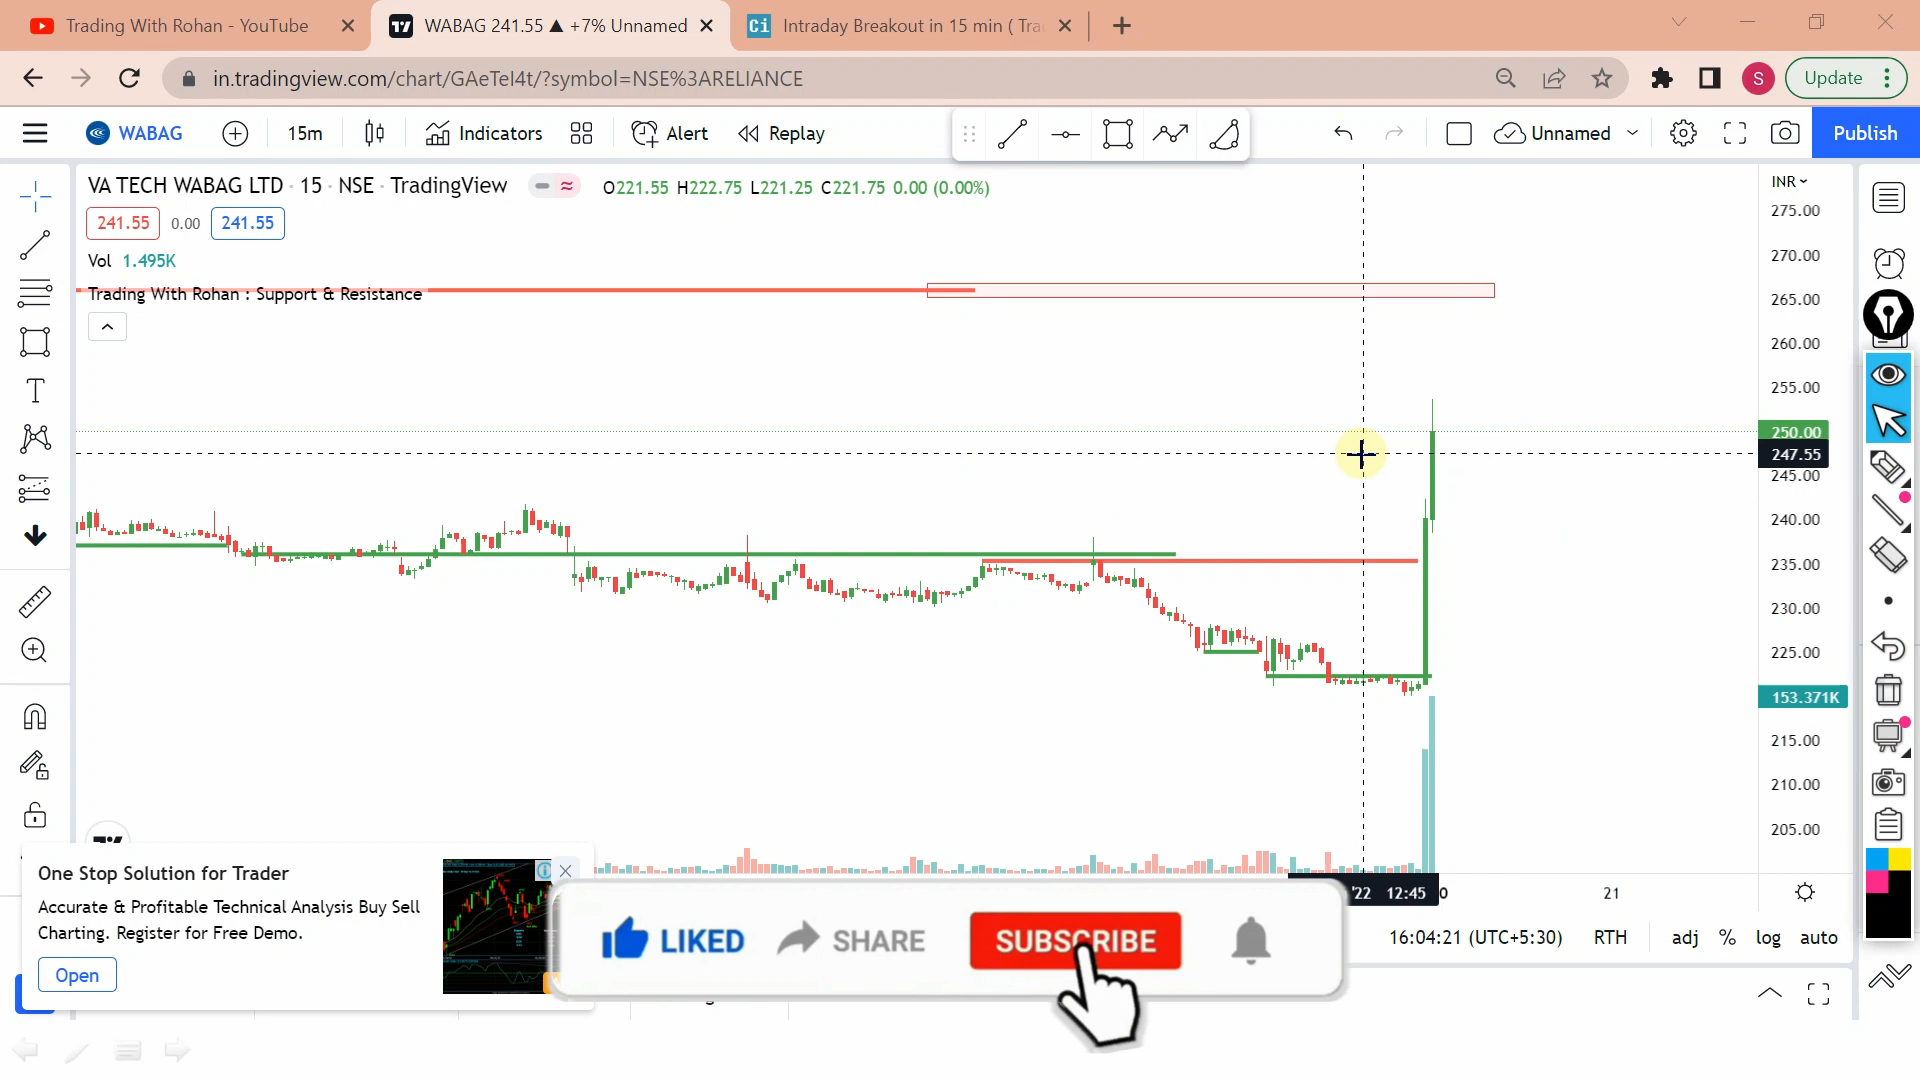 Trading With Rohan - YouTube
WABAG 241.55 ▲ +7% Unnamed
Intraday Breakout in 15 min ( Tra
in.tradingview.com/chart/GAeTeI4t/?symbol=NSE%3ARELIANCE
S
Update
WABAG
15m
Indicators
Alert
Replay
Unnamed
Publish
VA TECH WABAG LTD · 15 · NSE · TradingView
O221.55 H222.75 L221.25 C221.75 0.00 (0.00%)
INR
241.55
0.00
241.55
Vol 1.495K
Trading With Rohan : Support & Resistance
275.00
270.00
265.00
260.00
255.00
250.00
247.55
245.00
240.00
235.00
230.00
225.00
153.371K
215.00
210.00
205.00
One Stop Solution for Trader
Accurate & Profitable Technical Analysis Buy Sell
Charting. Register for Free Demo.
Open
LIKED
SHARE
SUBSCRIBE
'22 12:45
21
16:04:21 (UTC+5:30)
RTH
adj
%
log
auto